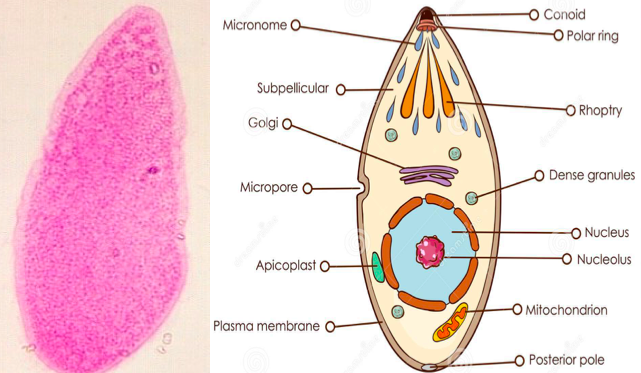 Micronome
Conoid
Polar ring
Subpellicular
Rhoptry
Golgi
Dense granules
Micropore
Nucleus
Nucleolus
Apicoplast
Mitochondrion
Plasma membrane
Posterior pole